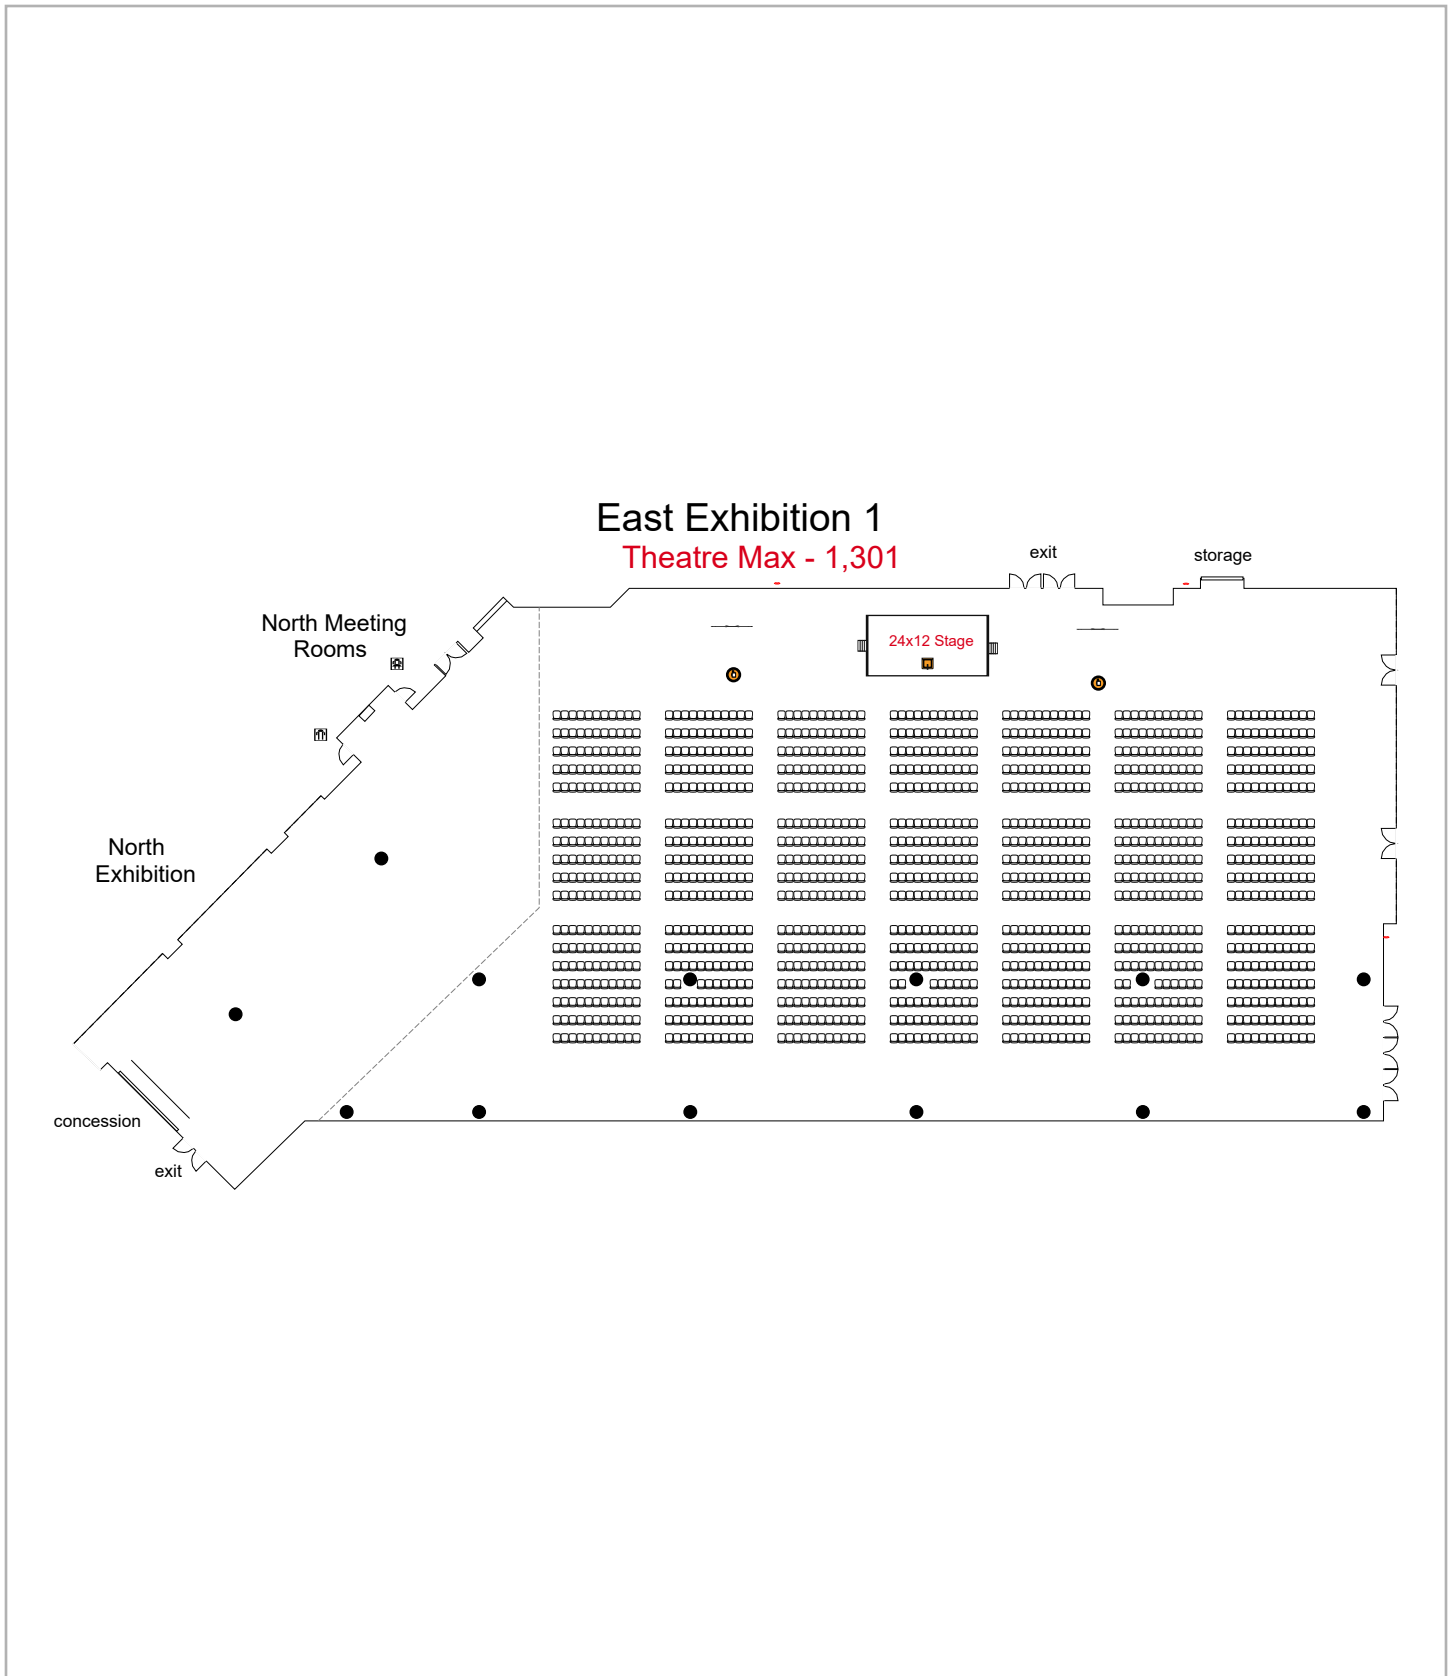 East Exhibition 1
Theatre Max - 1,301
exit
storage
North Meeting
Rooms
24x12 Stage
North
Exhibition
concession
exit